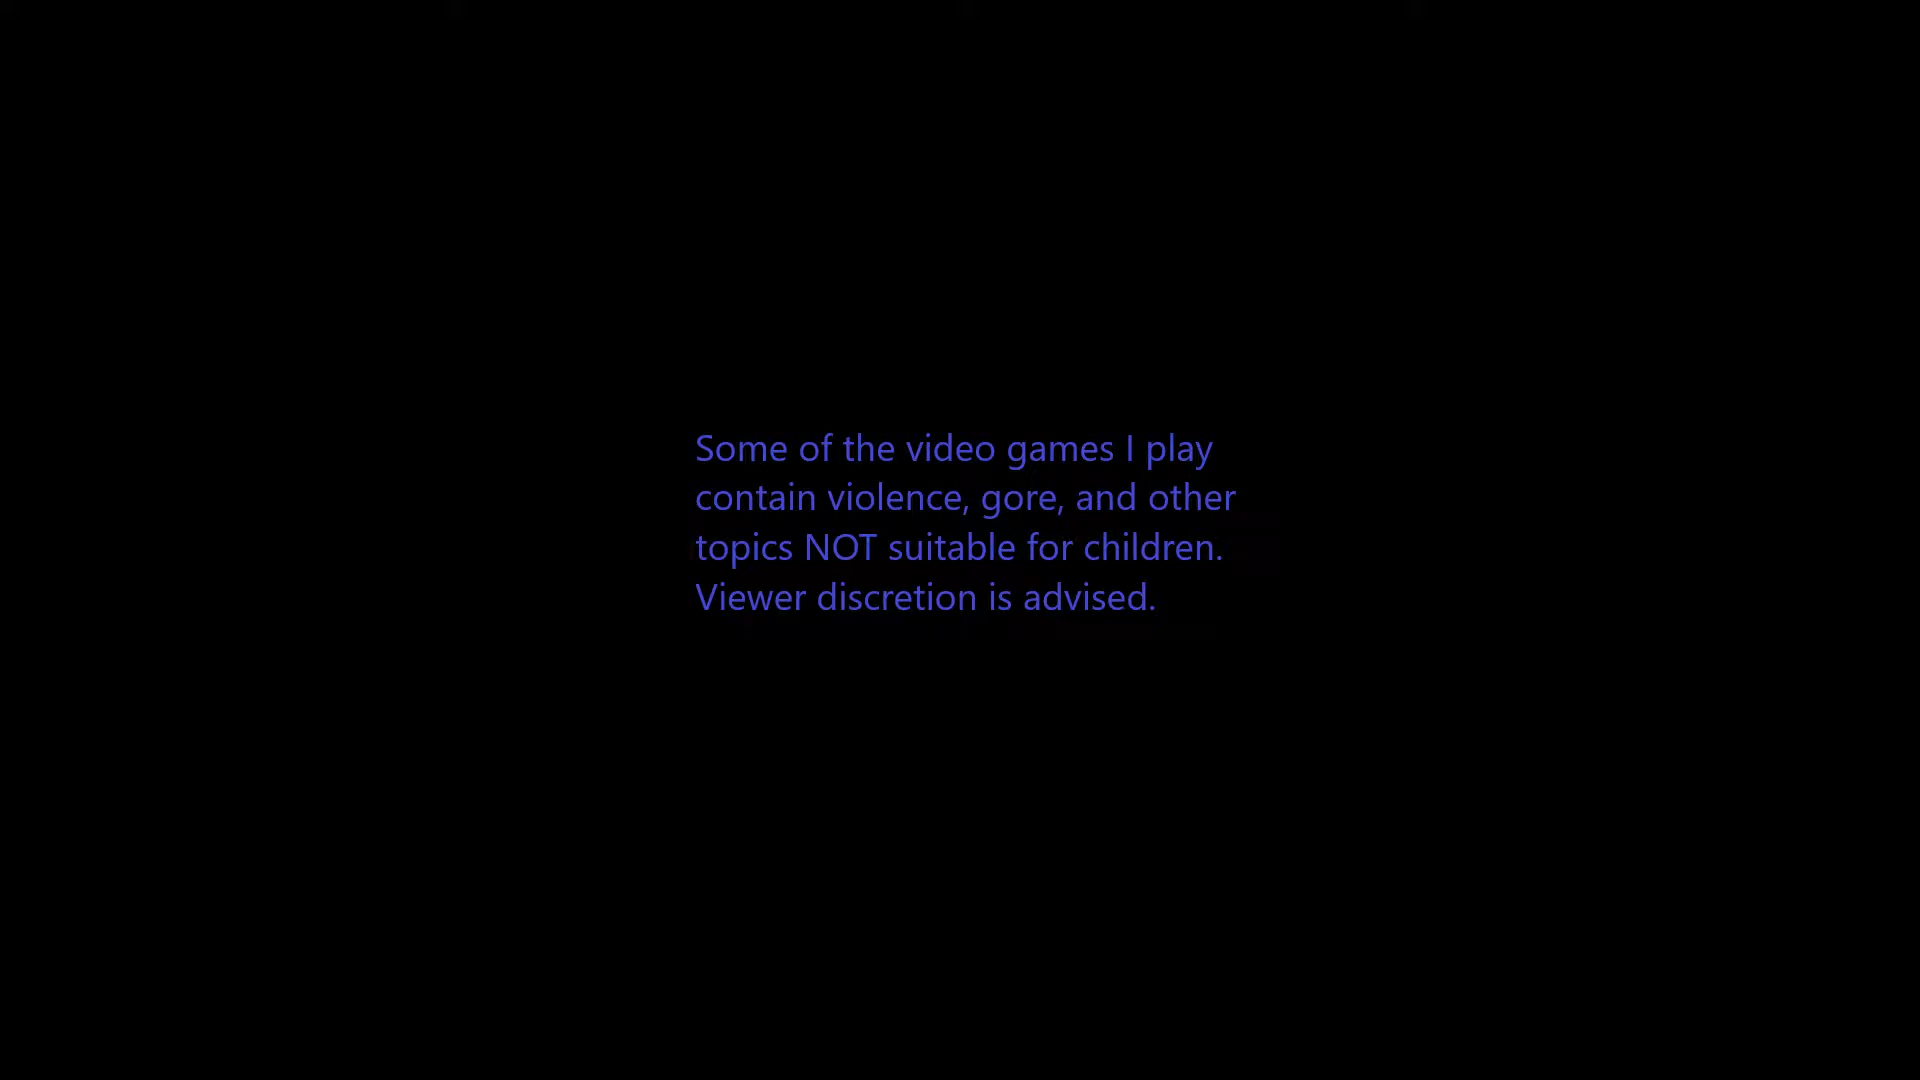 Some of the video games I play
contain violence, gore, and other
topics NOT suitable for children.
Viewer discretion is advised.